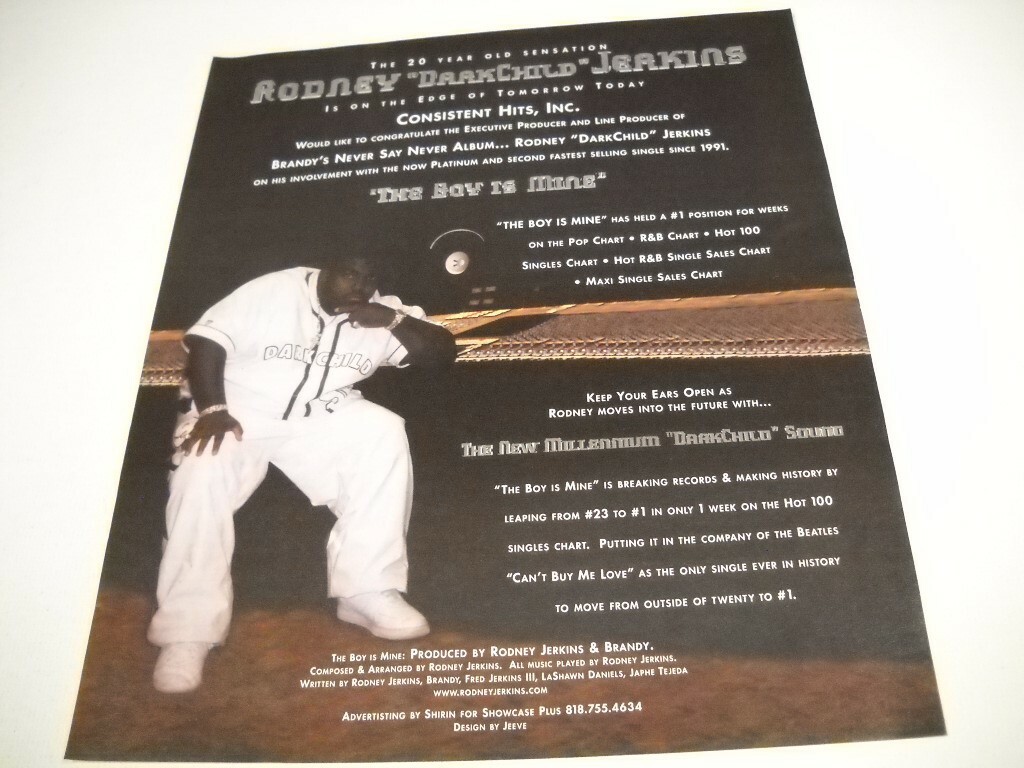 The 20 year old sensation
Rodney "DarkChild" Jerkins
Is on the Edge of Tomorrow Today
Consistent Hits, Inc.
Would like to congratulate the Executive Producer and Line Producer of
Brandy's Never Say Never Album... Rodney "DarkChild" Jerkins
on his involvement with the now Platinum and second fastest selling single since 1991.
"The Boy is Mine"
"The Boy is Mine" has held a #1 position for weeks
on the Pop Chart • R&B Chart • Hot 100
Singles Chart • Hot R&B Single Sales Chart
• Maxi Single Sales Chart
DARKCHILD
Keep Your Ears Open as
Rodney moves into the future with...
The New Millennium "DarkChild" Sound
"The Boy is Mine" is breaking records & making history by
leaping from #23 to #1 in only 1 week on the Hot 100
singles chart. Putting it in the company of the Beatles
"Can't Buy Me Love" as the only single ever in history
to move from outside of twenty to #1.
The Boy is Mine: Produced by Rodney Jerkins & Brandy.
Composed & Arranged by Rodney Jerkins. All music played by Rodney Jerkins.
Written by Rodney Jerkins, Brandy, Fred Jerkins III, LaShawn Daniels, Japhe Tejeda
www.rodneyjerkins.com
Advertisting by Shirin for Showcase Plus 818.755.4634
Design by Jeeve